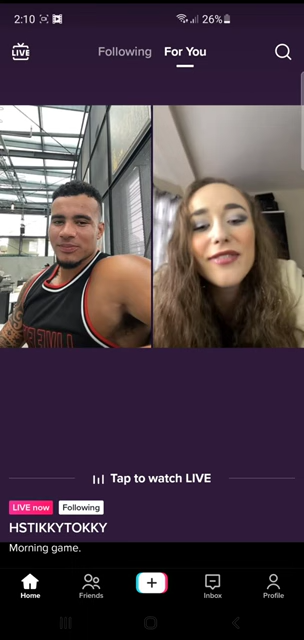 2:10
26%
LIVE
Following For You
Tap to watch LIVE
LIVE now Following
HSTIKKYTOKKY
Morning game.
Home Friends Inbox Profile